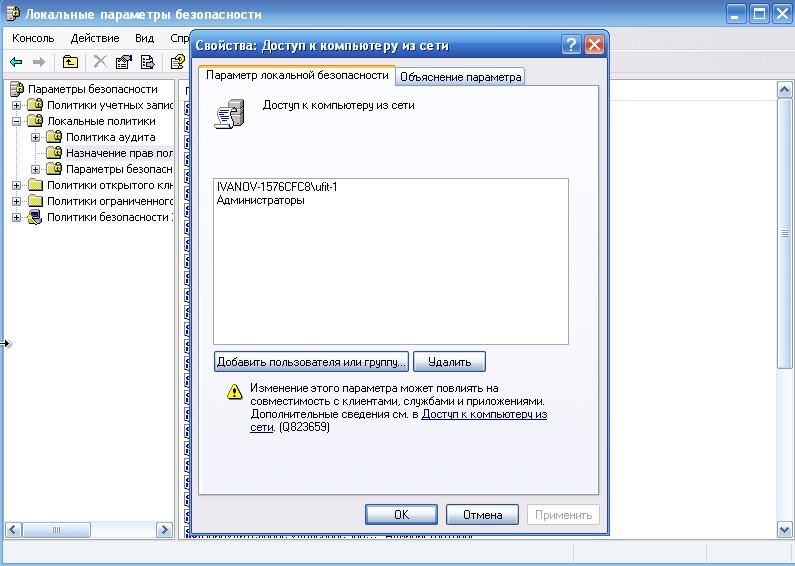 Локальные параметры безопасности
Консоль Действие Вид Спр
Параметры безопасности
Политики учетных запис
Локальные политики
Политика аудита
Назначение прав пол
Параметры безопасн
Политики открытого клю
Политики ограниченного
Политики безопасности
Свойства: Доступ к компьютеру из сети
Параметр локальной безопасности Объяснение параметра
Доступ к компьютеру из сети
IVANOV-1576CFC8\ufit-1
Администраторы
Добавить пользователя или группу... Удалить
Изменение этого параметра может повлиять на
совместимость с клиентами, службами и приложениями.
Дополнительные сведения см. в Доступ к компьютеру из
сети. (Q823659)
OK Отмена Применить